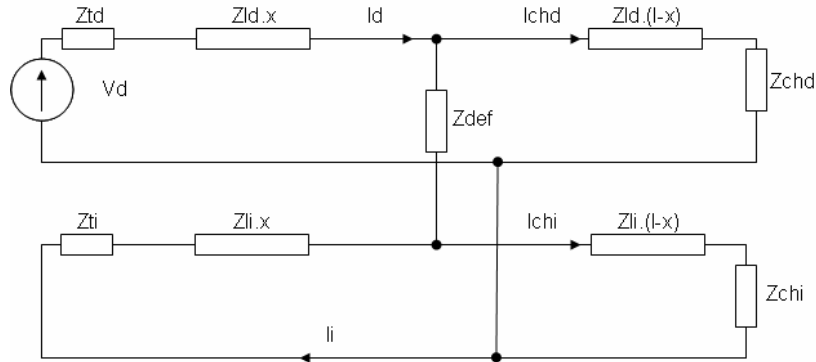 Ztd
Zld.x
Id
Ichd
Zld.(l-x)
Vd
Zdef
Zchd
Zti
Zli.x
Ichi
Zli.(l-x)
Zchi
Ii